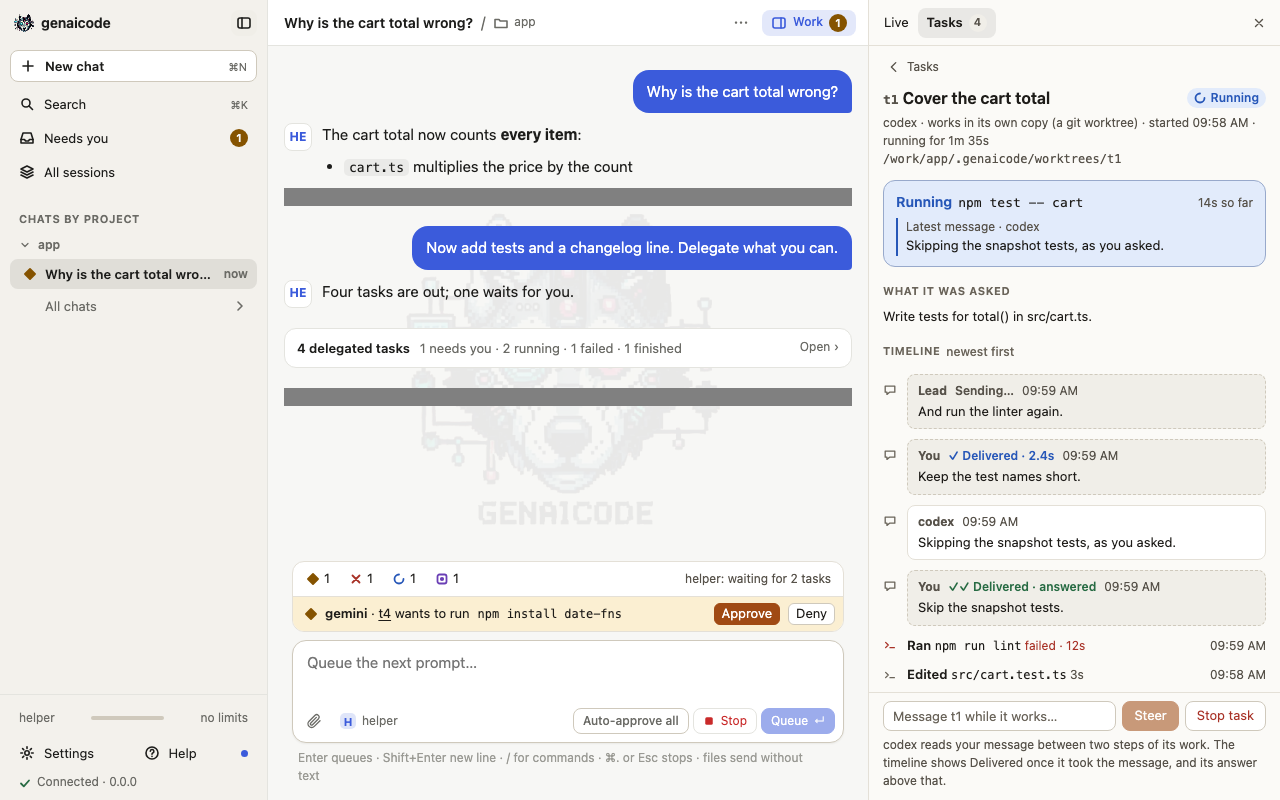 genaicode
New chat ⌘N
Search ⌘K
Needs you 1
All sessions
CHATS BY PROJECT
app
Why is the cart total wro... now
All chats
helper no limits
Settings Help
Connected · 0.0.0
Why is the cart total wrong? / app
Work 1
Why is the cart total wrong?
HE The cart total now counts every item:
• cart.ts multiplies the price by the count
Now add tests and a changelog line. Delegate what you can.
HE Four tasks are out; one waits for you.
4 delegated tasks 1 needs you · 2 running · 1 failed · 1 finished Open ›
GENAICODE
1 1 1 1 helper: waiting for 2 tasks
gemini · t4 wants to run npm install date-fns Approve Deny
Queue the next prompt...
H helper Auto-approve all Stop Queue
Enter queues · Shift+Enter new line · / for commands · ⌘. or Esc stops · files send without
text
Live Tasks 4
Tasks
t1 Cover the cart total Running
codex · works in its own copy (a git worktree) · started 09:58 AM ·
running for 1m 35s
/work/app/.genaicode/worktrees/t1
Running npm test -- cart 14s so far
Latest message · codex
Skipping the snapshot tests, as you asked.
WHAT IT WAS ASKED
Write tests for total() in src/cart.ts.
TIMELINE newest first
Lead Sending... 09:59 AM
And run the linter again.
You ✓ Delivered · 2.4s 09:59 AM
Keep the test names short.
codex 09:59 AM
Skipping the snapshot tests, as you asked.
You ✓✓ Delivered · answered 09:59 AM
Skip the snapshot tests.
Ran npm run lint failed · 12s 09:59 AM
Edited src/cart.test.ts 3s 09:58 AM
Message t1 while it works... Steer Stop task
codex reads your message between two steps of its work. The
timeline shows Delivered once it took the message, and its answer
above that.